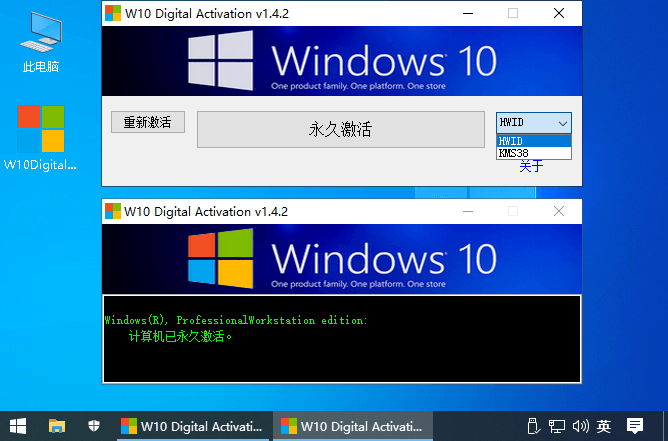 此电脑
W10Digital...
W10 Digital Activation v1.4.2
Windows 10
One product family. One platform. One store
重新激活
永久激活
HWID
HWID
KMS38
关于
W10 Digital Activation v1.4.2
Windows 10
One product family. One platform. One store
Windows(R), ProfessionalWorkstation edition:
计算机已永久激活。
W10 Digital Activati...
W10 Digital Activati...
英